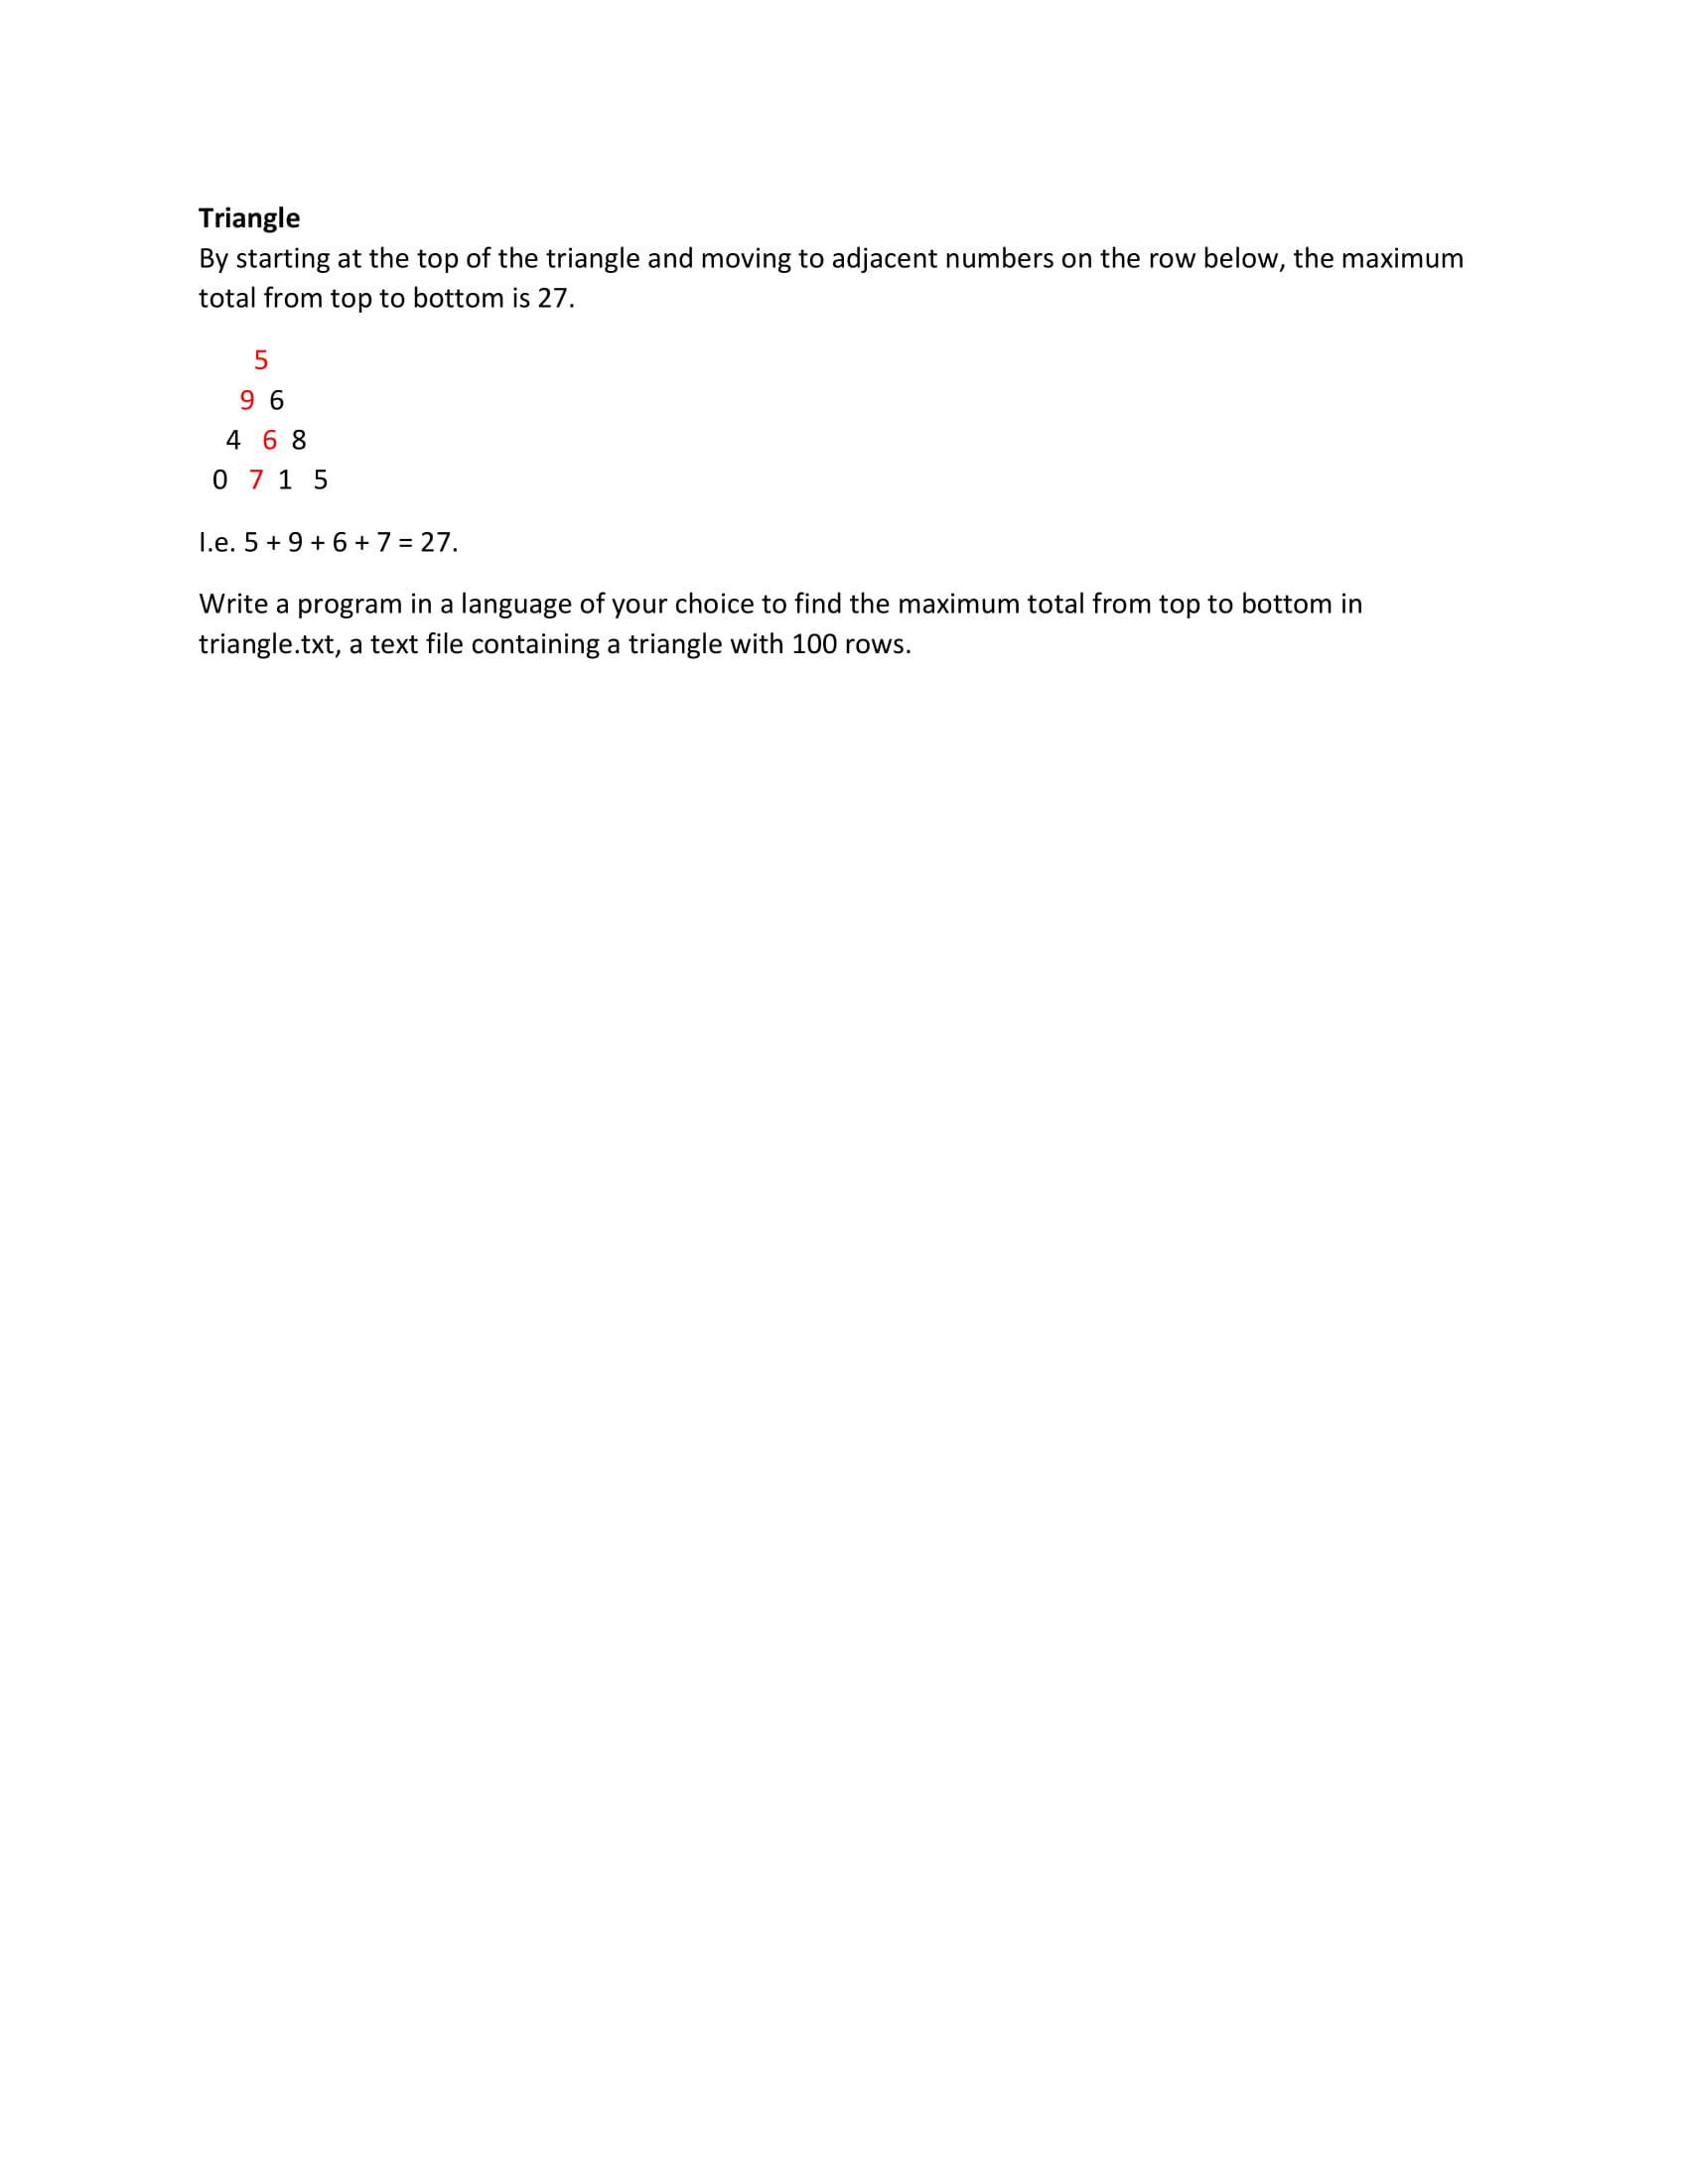 Triangle
By starting at the top of the triangle and moving to adjacent numbers on the row below, the maximum
total from top to bottom is 27.
5
9 6
4 6 8
0 7 1 5
I.e. 5 + 9 + 6 + 7 = 27.
Write a program in a language of your choice to find the maximum total from top to bottom in
triangle.txt, a text file containing a triangle with 100 rows.